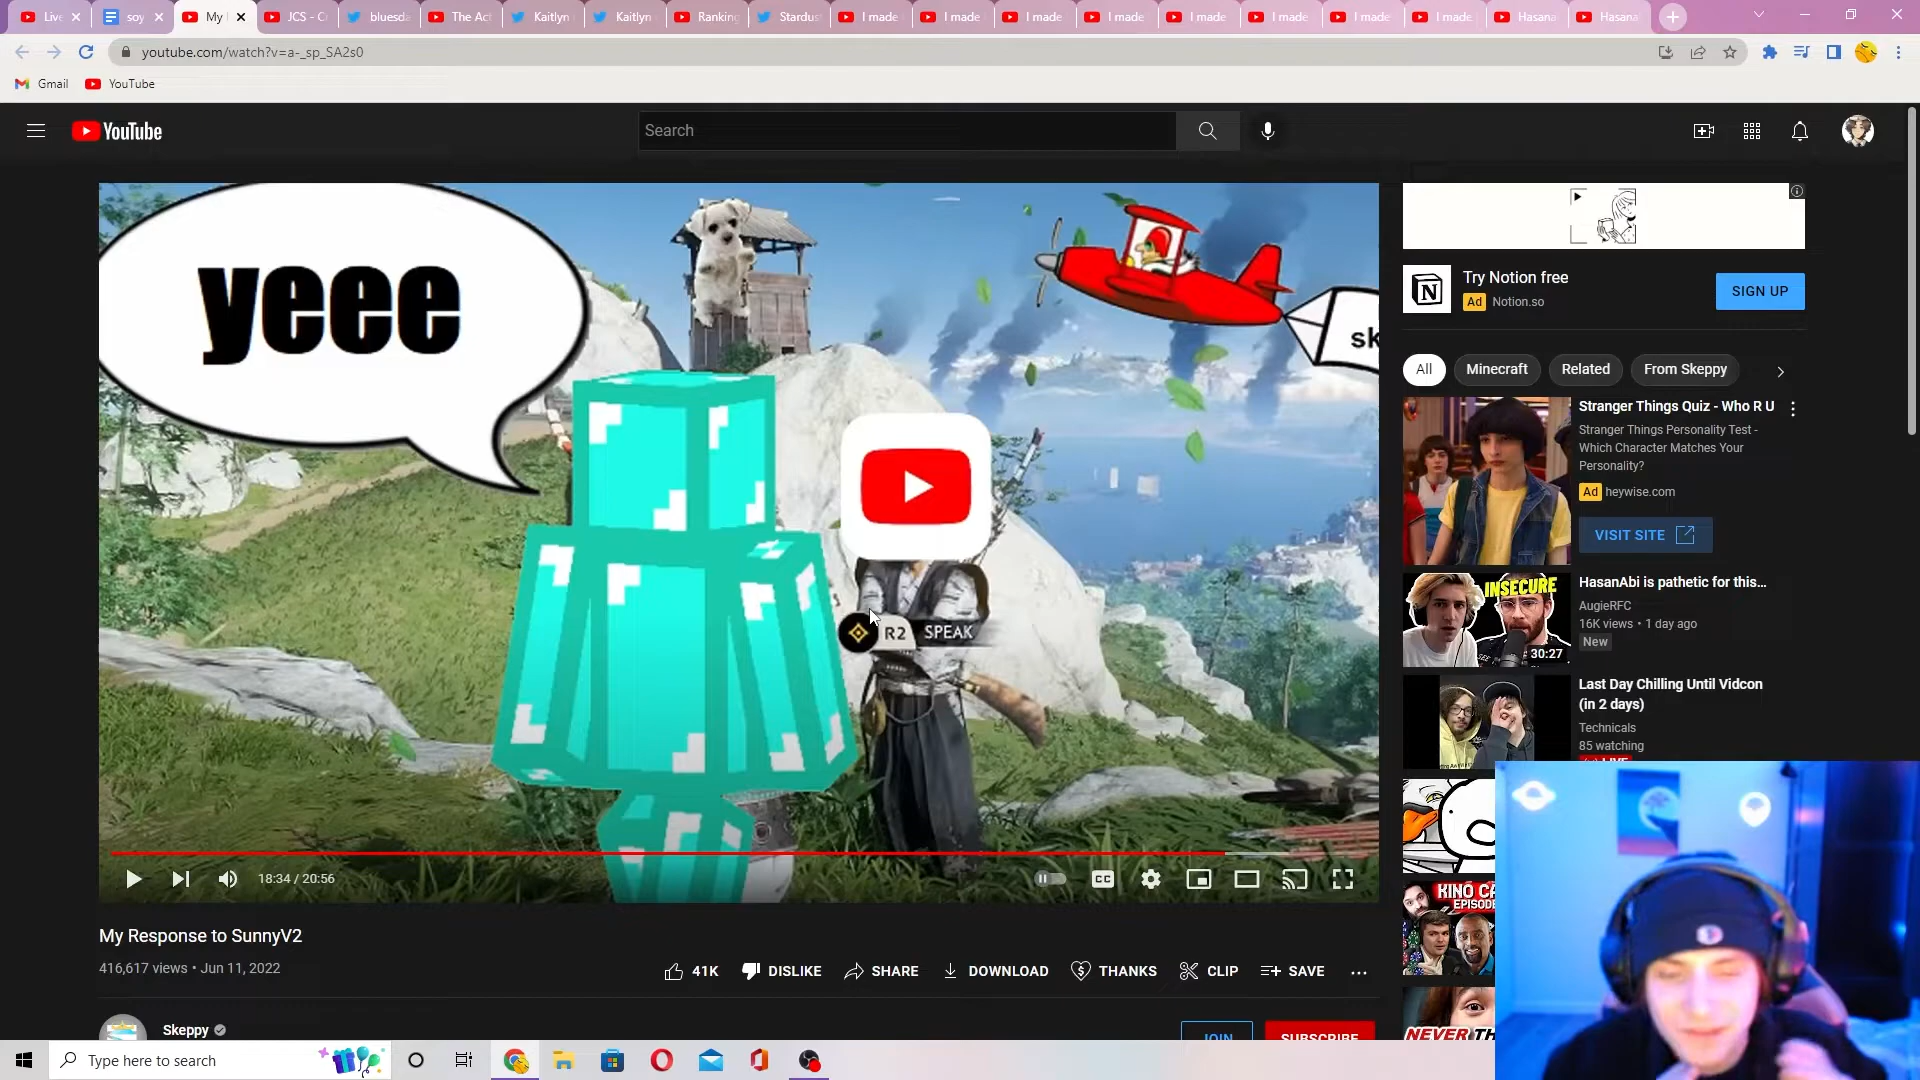 Live
soy
My
JCS - C
bluesda
The Act
Kaitlyn
Kaitlyn
Ranking
Stardus
I made
I made
I made
I made
I made
I made
I made
I made
Hasana
Hasana
youtube.com/watch?v=a-_sp_SA2s0
Gmail
YouTube
YouTube
Search
yeee
sk
R2 SPEAK
18:34 / 20:56
CC
My Response to SunnyV2
416,617 views • Jun 11, 2022
41K
DISLIKE
SHARE
DOWNLOAD
THANKS
CLIP
SAVE
Skeppy
JOIN
SUBSCRIBE
N
Try Notion free
Ad Notion.so
SIGN UP
All
Minecraft
Related
From Skeppy
Stranger Things Quiz - Who R U
Stranger Things Personality Test -
Which Character Matches Your
Personality?
Ad heywise.com
VISIT SITE
INSECURE
30:27
HasanAbi is pathetic for this...
AugieRFC
16K views • 1 day ago
New
Last Day Chilling Until Vidcon
(in 2 days)
Technicals
85 watching
LIVE
KINO CA
EPISODE
NEVER TH
Type here to search